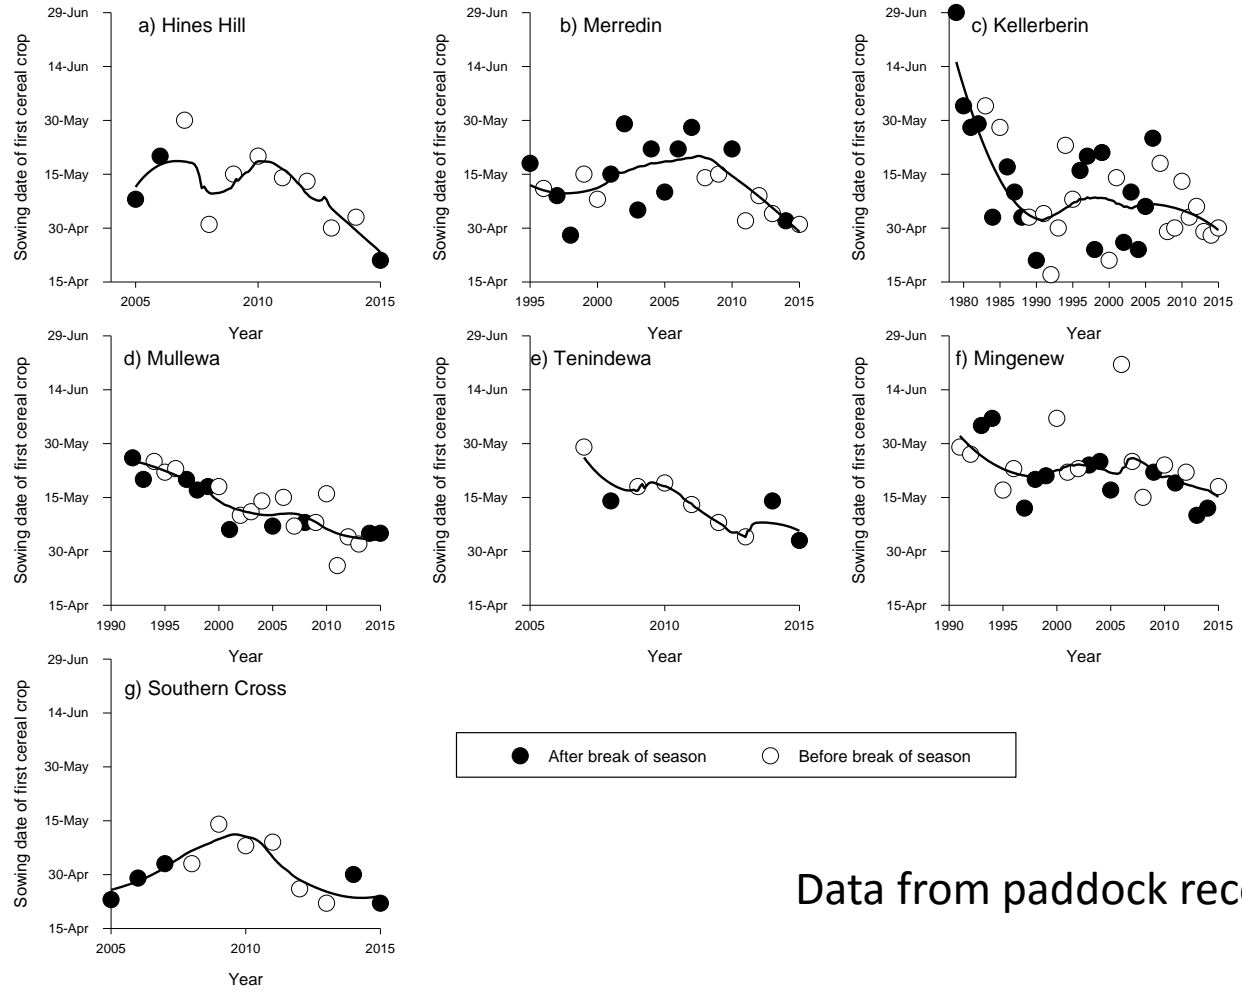 a) Hines Hill
Sowing date of first cereal crop
29-Jun
14-Jun
30-May
15-May
30-Apr
15-Apr
2005 2010 2015
Year
b) Merredin
Sowing date of first cereal crop
29-Jun
14-Jun
30-May
15-May
30-Apr
15-Apr
1995 2000 2005 2010 2015
Year
c) Kellerberin
Sowing date of first cereal crop
29-Jun
14-Jun
30-May
15-May
30-Apr
15-Apr
1980 1985 1990 1995 2000 2005 2010 2015
Year
d) Mullewa
Sowing date of first cereal crop
29-Jun
14-Jun
30-May
15-May
30-Apr
15-Apr
1990 1995 2000 2005 2010 2015
Year
e) Tenindewa
Sowing date of first cereal crop
29-Jun
14-Jun
30-May
15-May
30-Apr
15-Apr
2005 2010 2015
Year
f) Mingenew
Sowing date of first cereal crop
29-Jun
14-Jun
30-May
15-May
30-Apr
15-Apr
1990 1995 2000 2005 2010 2015
Year
g) Southern Cross
Sowing date of first cereal crop
29-Jun
14-Jun
30-May
15-May
30-Apr
15-Apr
2005 2010 2015
Year
After break of season Before break of season
Data from paddock